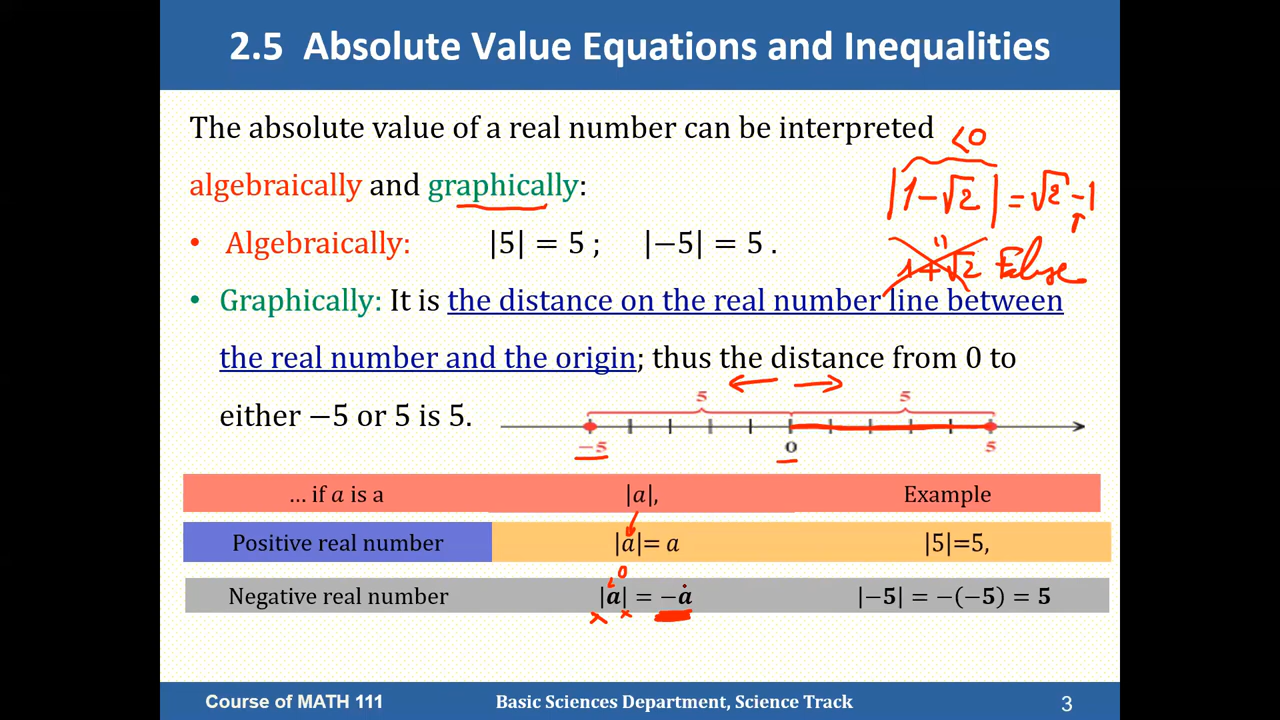 2.5 Absolute Value Equations and Inequalities
The absolute value of a real number can be interpreted
algebraically and graphically:
<0
|1−√2| = √2 −1
• Algebraically: |5| = 5 ; |−5| = 5 .
"
1+√2 False
• Graphically: It is the distance on the real number line between
the real number and the origin; thus the distance from 0 to
either −5 or 5 is 5.
5 5
−5 0 5
… if a is a |a|, Example
Positive real number |a|= a |5|=5,
<0
Negative real number |a| = −a |−5| = −(−5) = 5
x x
Course of MATH 111 Basic Sciences Department, Science Track 3